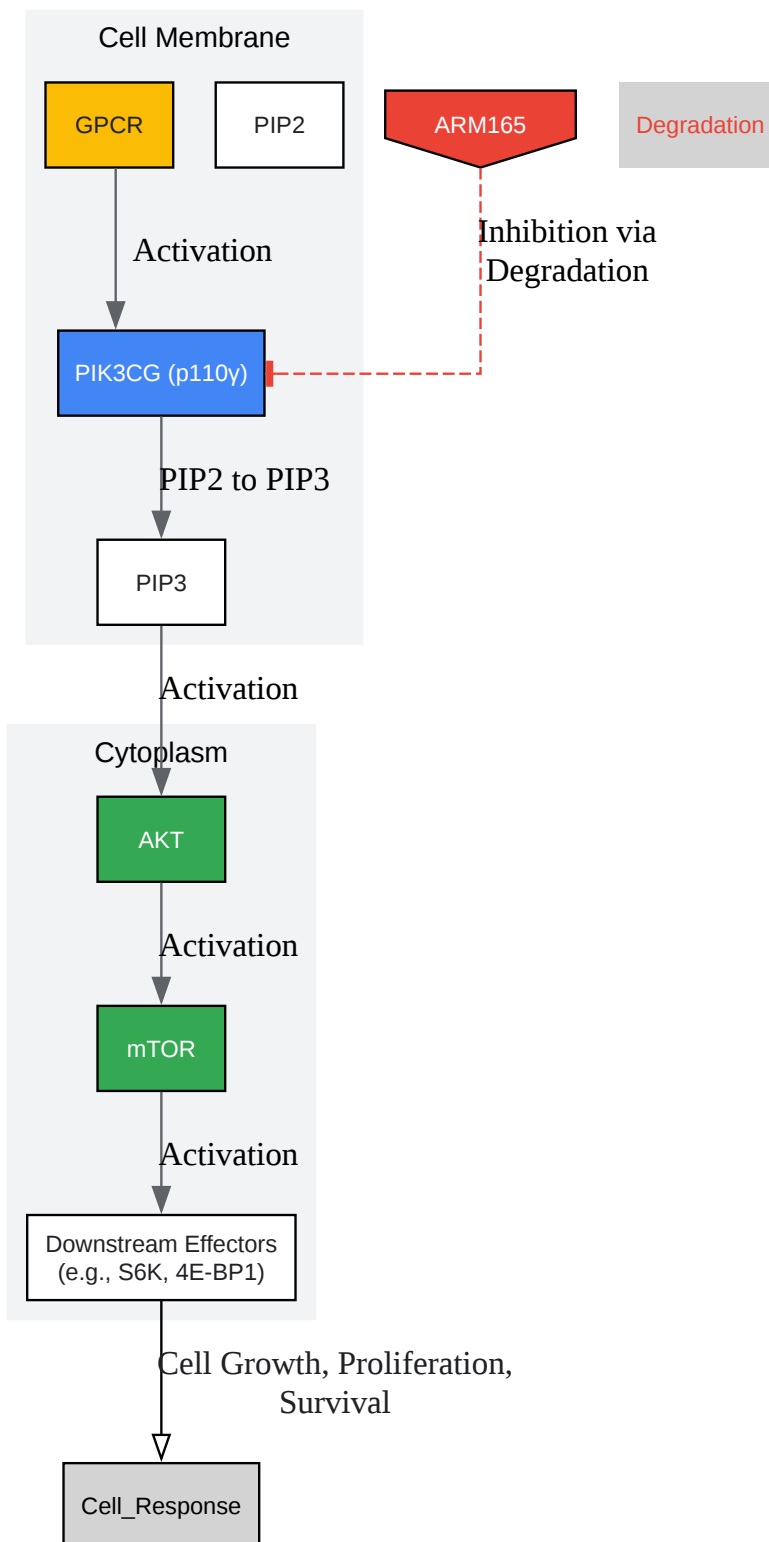 Cell Membrane
GPCR
PIP2
ARM165
Degradation
Activation
Inhibition via
Degradation
PIK3CG (p110γ)
PIP2 to PIP3
PIP3
Activation
Cytoplasm
AKT
Activation
mTOR
Activation
Downstream Effectors
(e.g., S6K, 4E-BP1)
Cell Growth, Proliferation,
Survival
Cell_Response